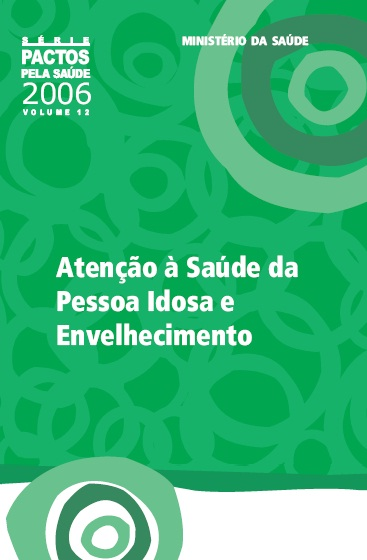 SÉRIE
PACTOS
PELA SAÚDE
2006
VOLUME 12
MINISTÉRIO DA SAÚDE
Atenção à Saúde da
Pessoa Idosa e
Envelhecimento